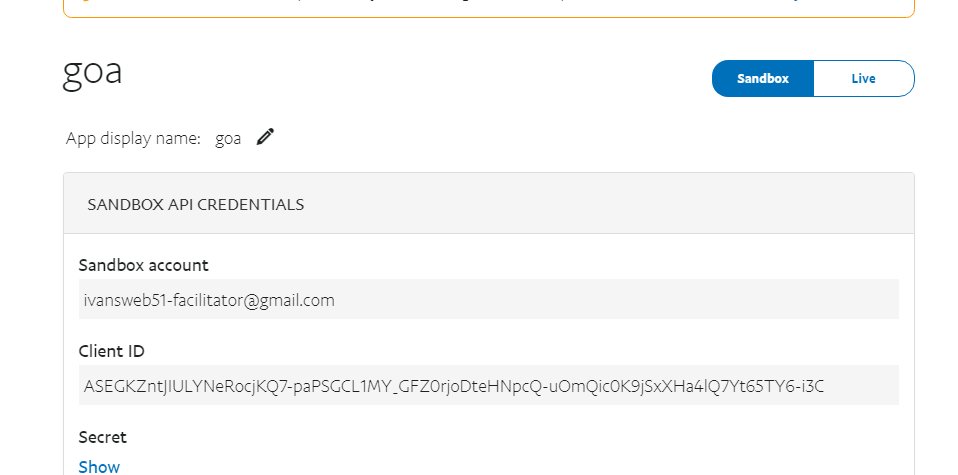 goa
Sandbox
Live
App display name: goa
SANDBOX API CREDENTIALS
Sandbox account
ivansweb51-facilitator@gmail.com
Client ID
ASEGKZntJIULYNeRocjKQ7-paPSGCL1MY_GFZ0rjoDteHNpcQ-uOmQic0K9jSxXHa4lQ7Yt65TY6-i3C
Secret
Show